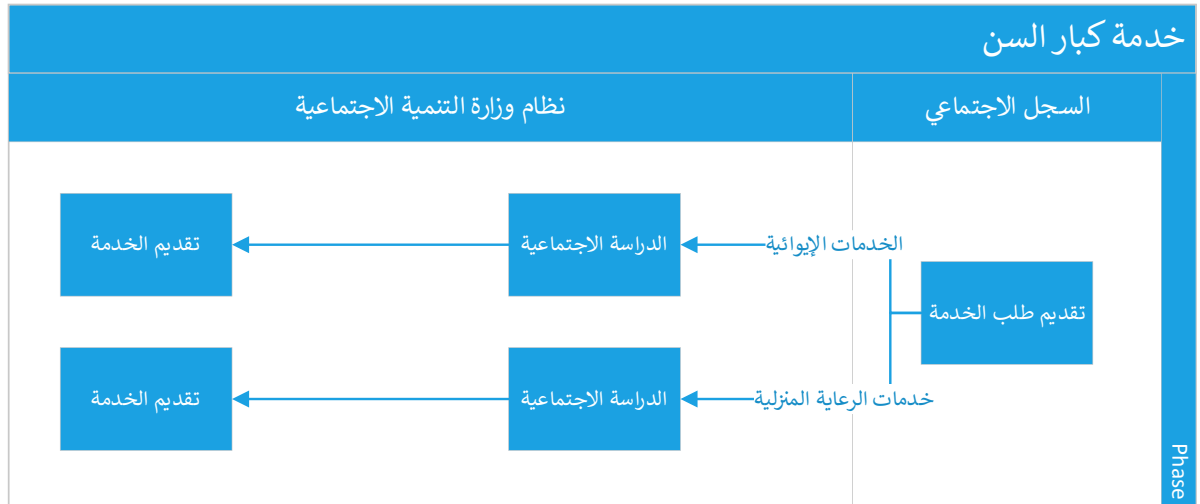 خدمة كبار السن
السجل الاجتماعي
نظام وزارة التنمية الاجتماعية
تقديم طلب الخدمة
الخدمات الإيوائية
الدراسة الاجتماعية
تقديم الخدمة
خدمات الرعاية المنزلية
الدراسة الاجتماعية
تقديم الخدمة
Phase